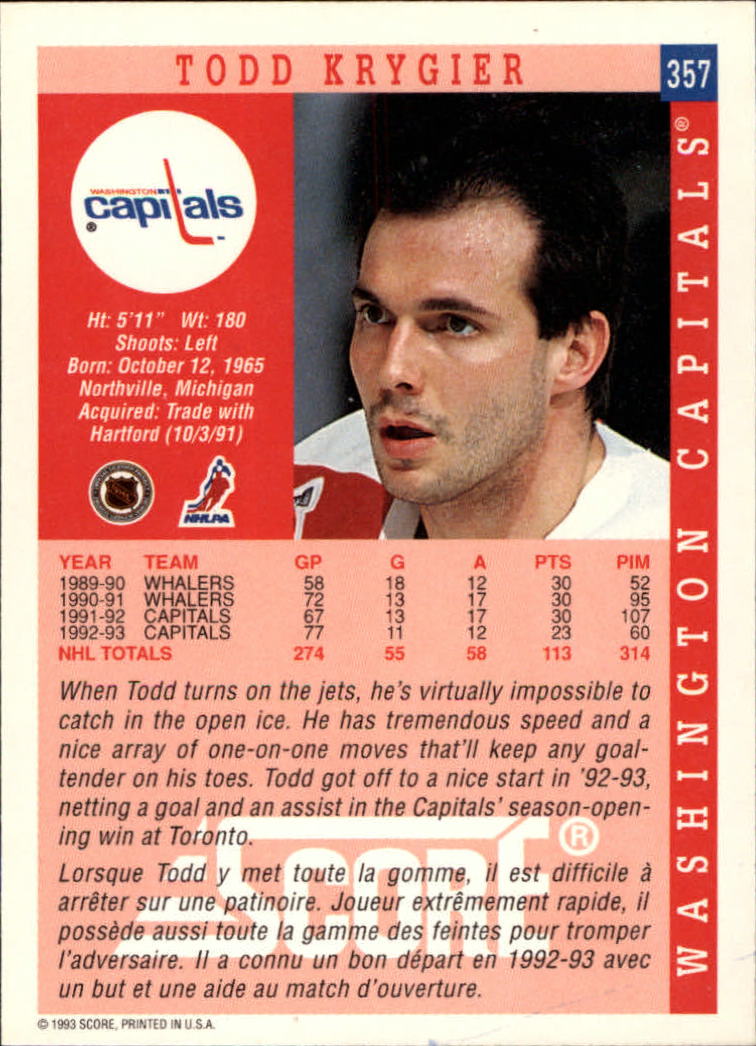 TODD KRYGIER
357
WASHINGTON CAPITALS®
WASHINGTON
capitals
®
™
Ht: 5'11" Wt: 180
Shoots: Left
Born: October 12, 1965
Northville, Michigan
Acquired: Trade with
Hartford (10/3/91)
NHLPA
YEAR TEAM GP G A PTS PIM
1989-90 WHALERS 58 18 12 30 52
1990-91 WHALERS 72 13 17 30 95
1991-92 CAPITALS 67 13 17 30 107
1992-93 CAPITALS 77 11 12 23 60
NHL TOTALS 274 55 58 113 314
When Todd turns on the jets, he's virtually impossible to
catch in the open ice. He has tremendous speed and a
nice array of one-on-one moves that'll keep any goal-
tender on his toes. Todd got off to a nice start in '92-93,
netting a goal and an assist in the Capitals' season-open-
ing win at Toronto.
Lorsque Todd y met toute la gomme, il est difficile à
arrêter sur une patinoire. Joueur extrêmement rapide, il
possède aussi toute la gamme des feintes pour tromper
l'adversaire. Il a connu un bon départ en 1992-93 avec
un but et une aide au match d'ouverture.
SCORE®
© 1993 SCORE, PRINTED IN U.S.A.